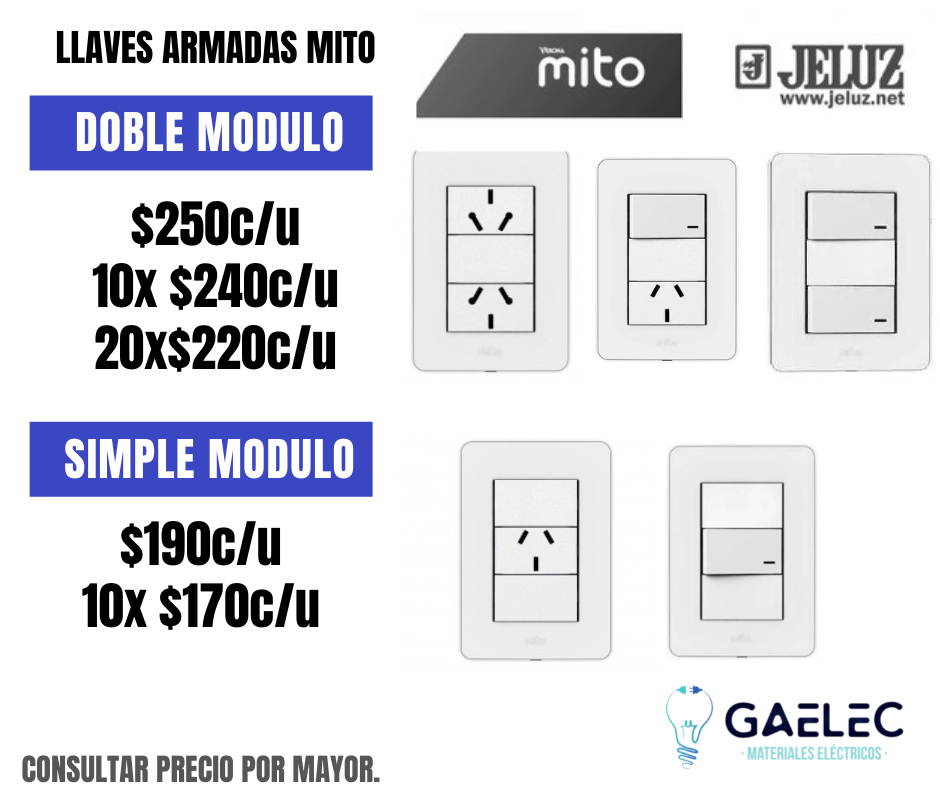 LLAVES ARMADAS MITO
VERONA
mito
JELUZ
www.jeluz.net
DOBLE MODULO
$250c/u
10x $240c/u
20x$220c/u
SIMPLE MODULO
$190c/u
10x $170c/u
GAELEC
· MATERIALES ELÉCTRICOS ·
CONSULTAR PRECIO POR MAYOR.